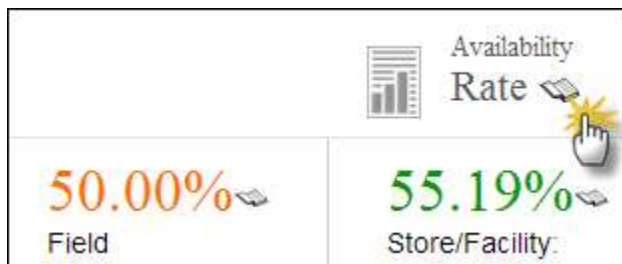 Availability
Rate
50.00%
55.19%
Field
Store/Facility: